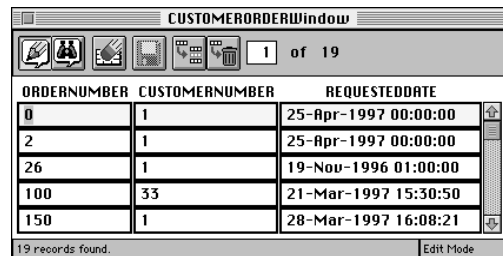 CUSTOMERORDERWindow
1 of 19
ORDERNUMBER CUSTOMERNUMBER REQUESTEDDATE
0 1 25-Apr-1997 00:00:00
2 1 25-Apr-1997 00:00:00
26 1 19-Nov-1996 01:00:00
100 33 21-Mar-1997 15:30:50
150 1 28-Mar-1997 16:08:21
19 records found. Edit Mode